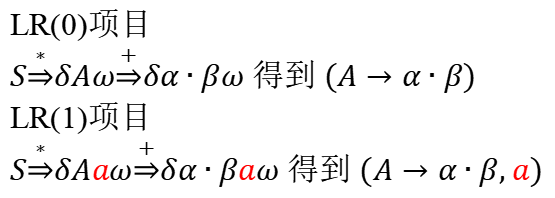 LR(0)项目
S⇒*δAω⇒+δα·βω 得到 (A → α·β)
LR(1)项目
S⇒*δAaω⇒+δα·βaω 得到 (A → α·β, a)